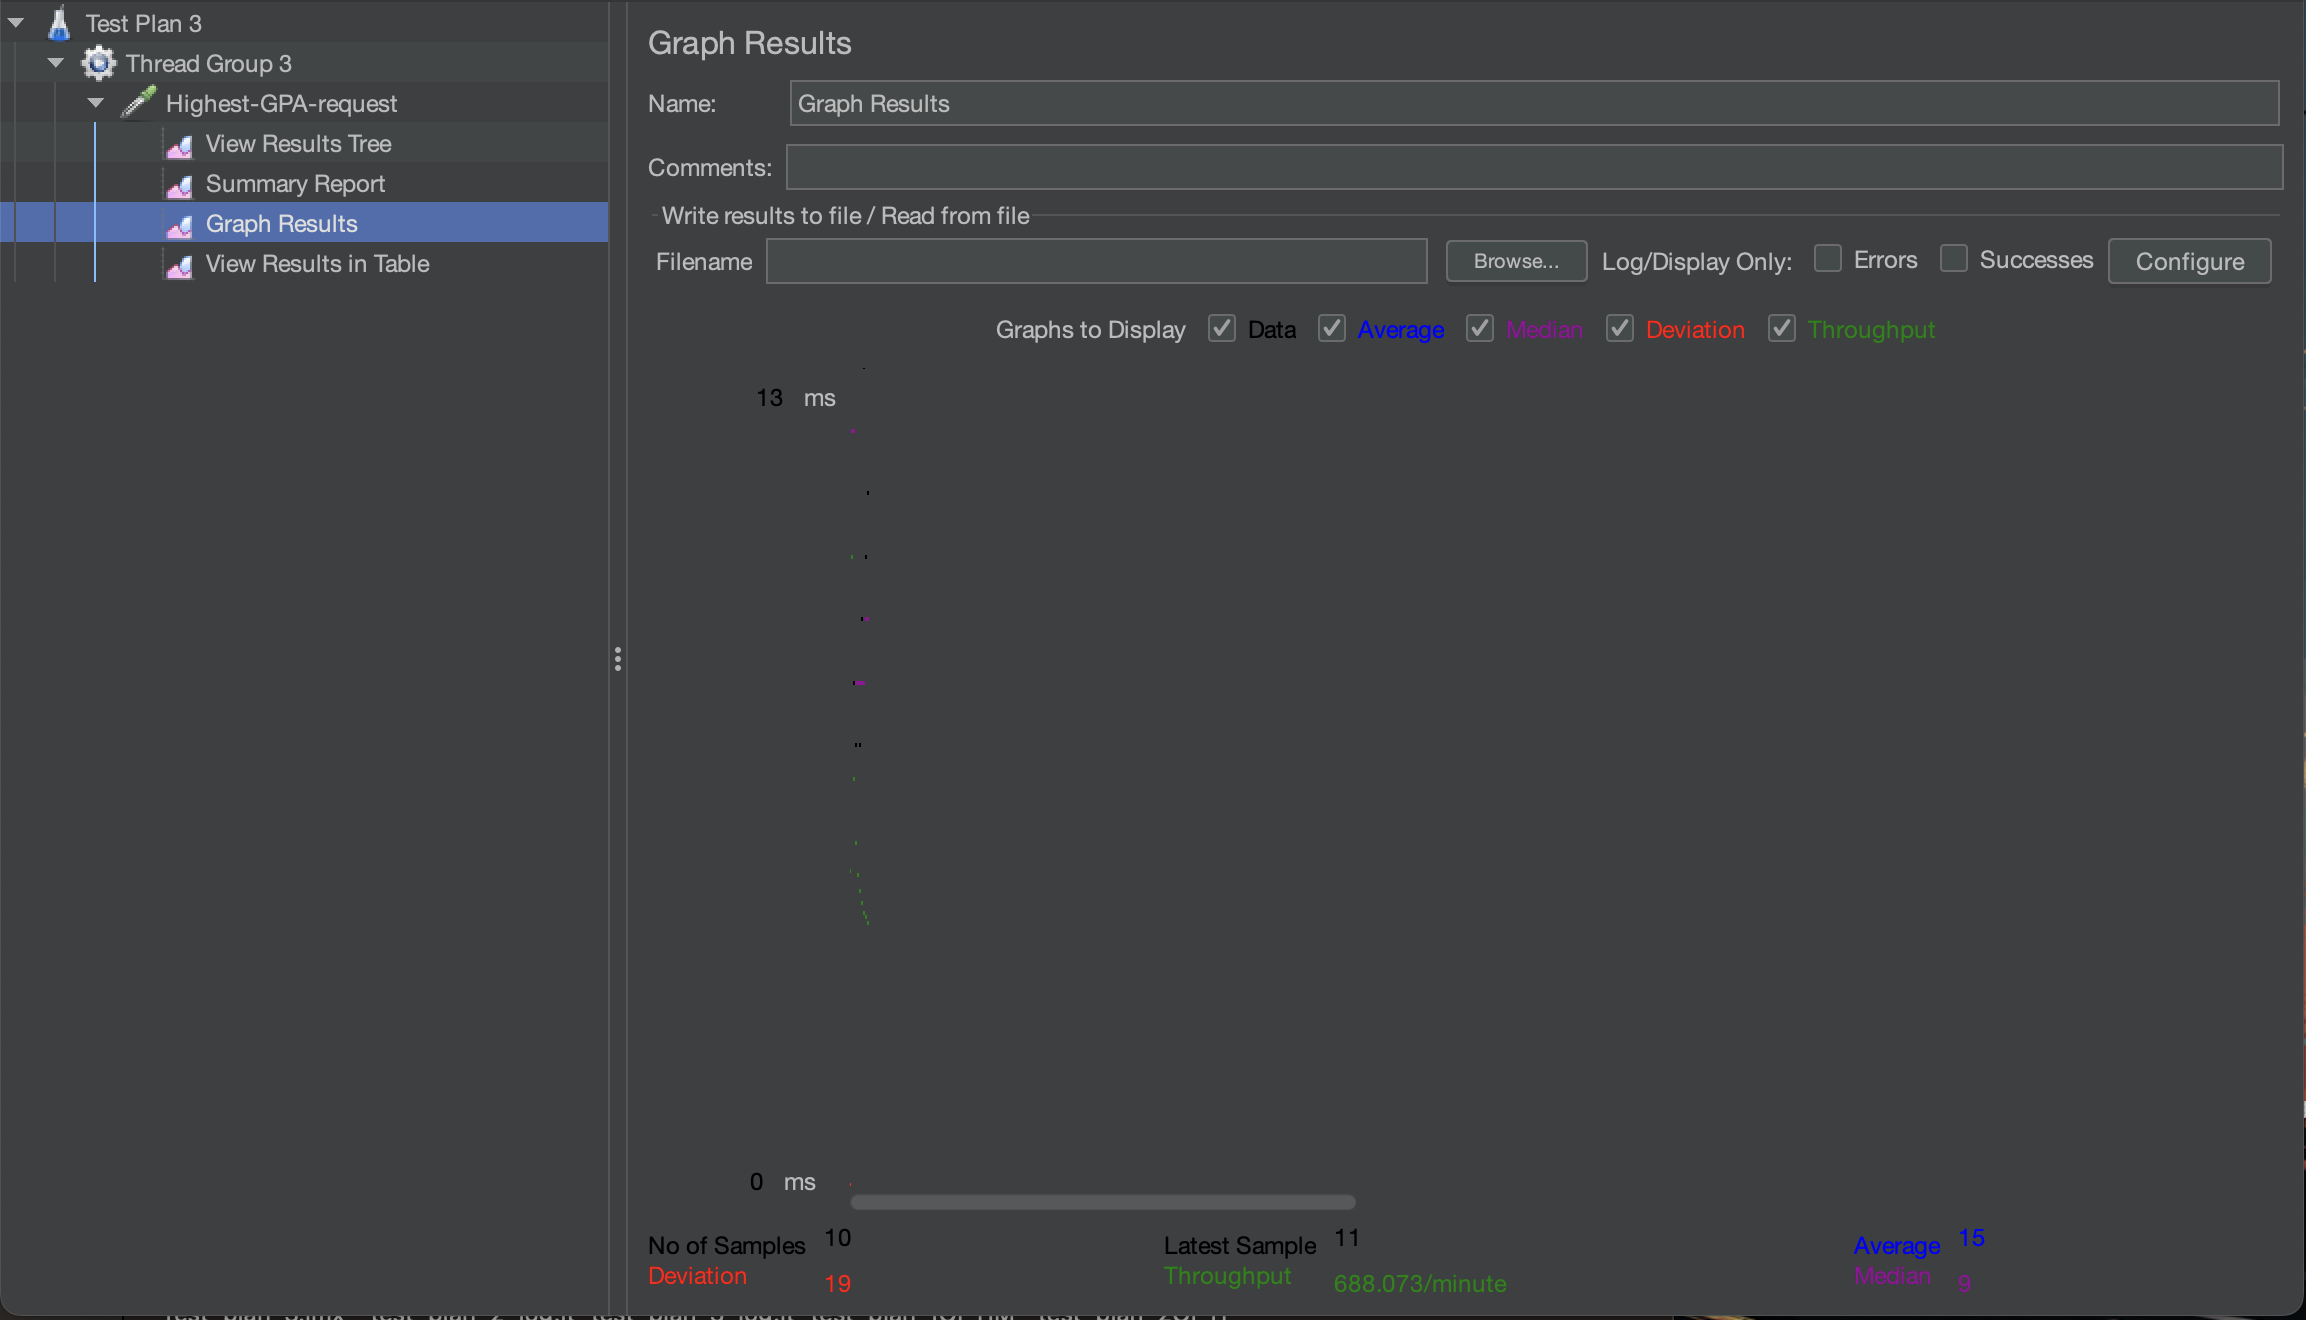 Test Plan 3
Thread Group 3
Highest-GPA-request
View Results Tree
Summary Report
Graph Results
View Results in Table
Graph Results
Name: Graph Results
Comments:
Write results to file / Read from file
Filename Browse... Log/Display Only: Errors Successes Configure
Graphs to Display Data Average Median Deviation Throughput
13 ms
0 ms
No of Samples 10 Latest Sample 11 Average 15
Deviation 19 Throughput 688.073/minute Median 9